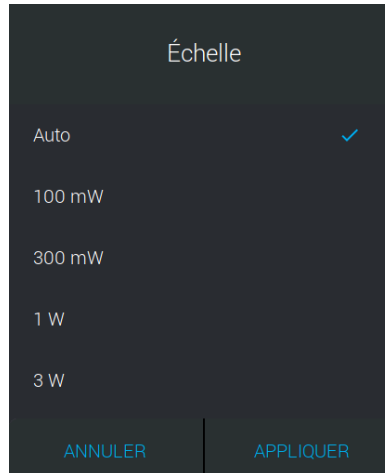 Échelle
Auto
100 mW
300 mW
1 W
3 W
ANNULER APPLIQUER